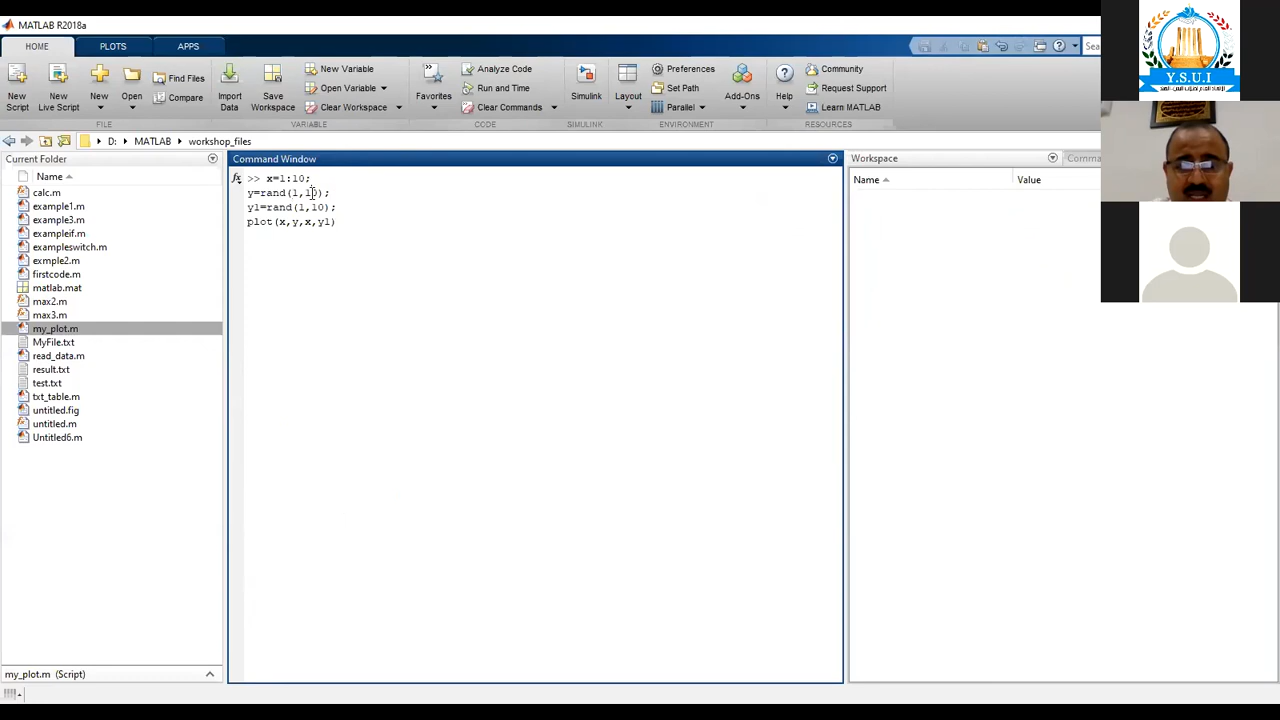 MATLAB R2018a
HOME
PLOTS
APPS
Sea
New Script
New Live Script
New
Open
Find Files
Compare
Import Data
Save Workspace
New Variable
Open Variable
Clear Workspace
Favorites
Analyze Code
Run and Time
Clear Commands
Simulink
Layout
Preferences
Set Path
Parallel
Add-Ons
Help
Community
Request Support
Learn MATLAB
FILE
VARIABLE
CODE
SIMULINK
ENVIRONMENT
RESOURCES
D:
MATLAB
workshop_files
Current Folder
Name
calc.m
example1.m
example3.m
exampleif.m
exampleswitch.m
exmple2.m
firstcode.m
matlab.mat
max2.m
max3.m
my_plot.m
MyFile.txt
read_data.m
result.txt
test.txt
txt_table.m
untitled.fig
untitled.m
Untitled6.m
my_plot.m (Script)
Command Window
fx >> x=1:10;
y=rand(1,10);
y1=rand(1,10);
plot(x,y,x,y1)
Workspace
Comma
Name
Value
Y.S.U.I